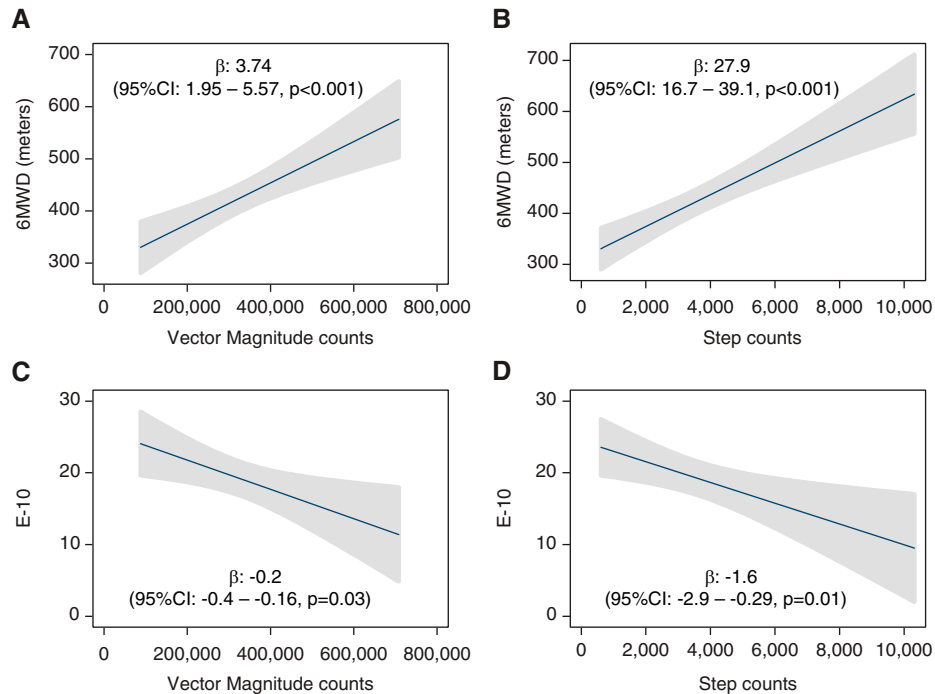 A
β: 3.74
(95%CI: 1.95 – 5.57, p<0.001)
6MWD (meters)
700
600
500
400
300
0
200,000
400,000
600,000
800,000
Vector Magnitude counts
B
β: 27.9
(95%CI: 16.7 – 39.1, p<0.001)
6MWD (meters)
700
600
500
400
300
0
2,000
4,000
6,000
8,000
10,000
Step counts
C
E-10
30
20
10
0
β: -0.2
(95%CI: -0.4 – -0.16, p=0.03)
0
200,000
400,000
600,000
800,000
Vector Magnitude counts
D
E-10
30
20
10
0
β: -1.6
(95%CI: -2.9 – -0.29, p=0.01)
0
2,000
4,000
6,000
8,000
10,000
Step counts